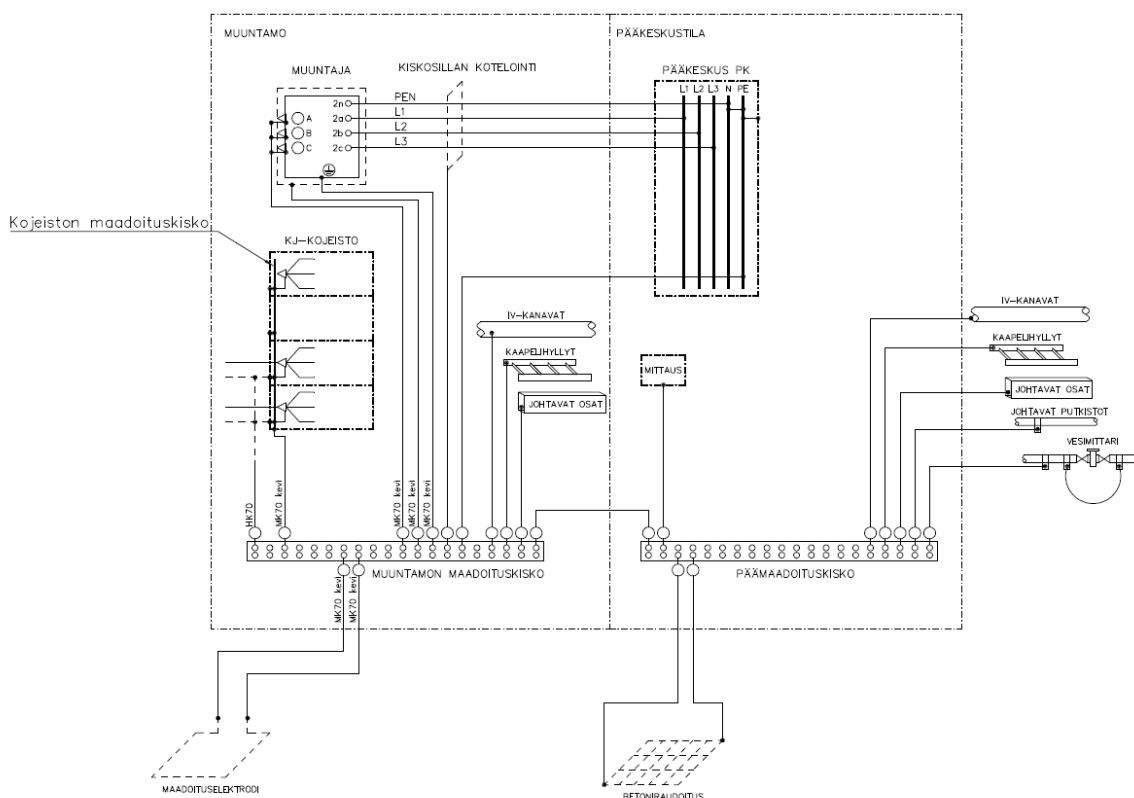 MUUNTAMO
PÄÄKESKUSTILA
MUUNTAJA
KISKOSILLAN KOTELOINTI
PÄÄKESKUS PK
L1 L2 L3 N PE
2n
PEN
A
2a
L1
B
2b
L2
C
2c
L3
Kojeiston maadoituskisko
KJ-KOJEISTO
IV-KANAVAT
KAAPELIHYLLYT
JOHTAVAT OSAT
MITTAUS
IV-KANAVAT
KAAPELIHYLLYT
JOHTAVAT OSAT
JOHTAVAT PUTKISTOT
VESIMITTARI
HK70
MK70 kevi
MK70 kevi
MK70 kevi
MK70 kevi
MUUNTAMON MAADOITUSKISKO
PÄÄMAADOITUSKISKO
MK70 kevi
MK70 kevi
MAADOITUSELEKTRODI
BETONIRAUDOITUS